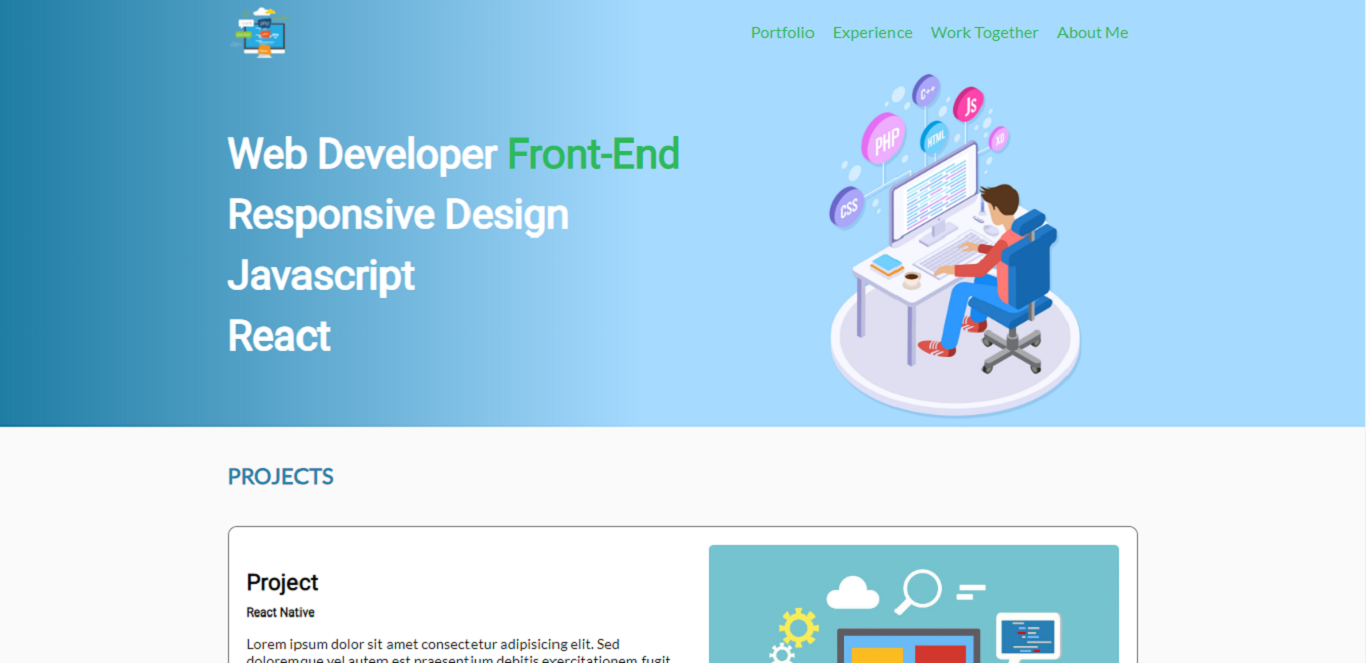 Portfolio Experience Work Together About Me
C++
JS
PHP
HTML
XD
CSS
Web Developer Front-End
Responsive Design
Javascript
React
PROJECTS
Project
React Native
Lorem ipsum dolor sit amet consectetur adipisicing elit. Sed
doloremque vel autem est praesentium debitis exercitationem fugit